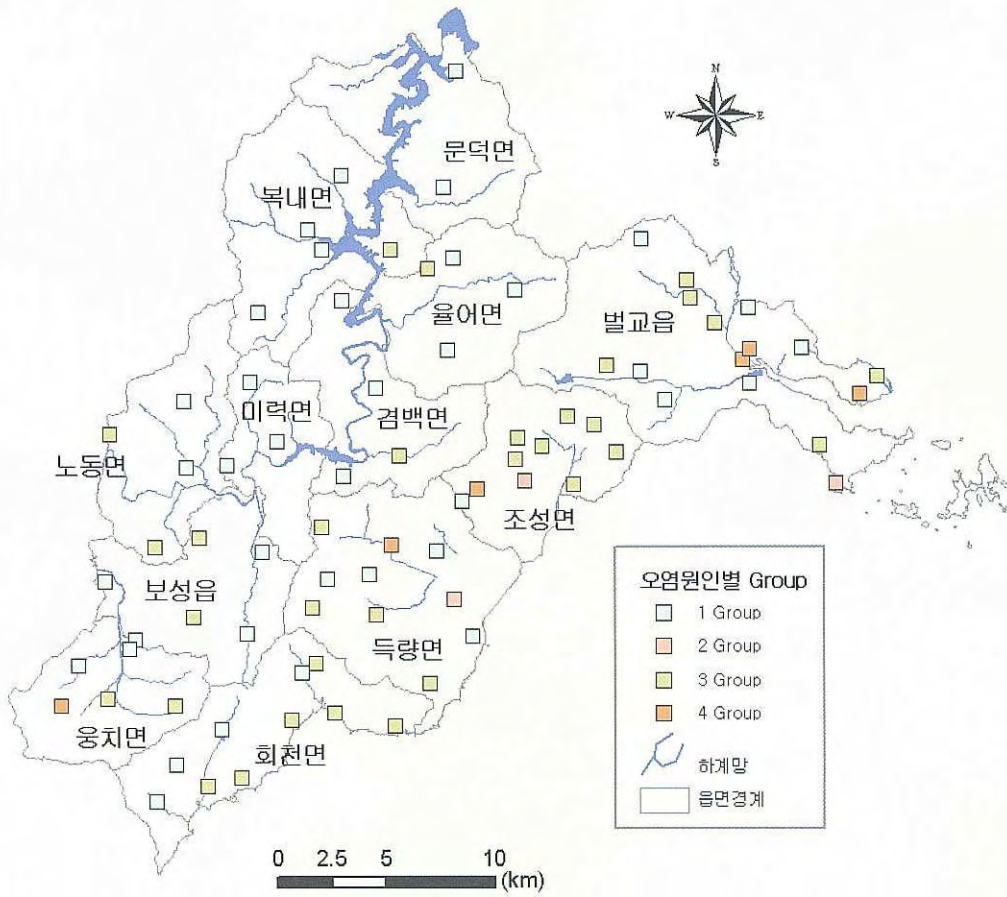 N
W
E
S
문덕면
복내면
율어면
벌교읍
미력면
겸백면
노동면
조성면
보성읍
득량면
웅치면
회천면
오염원인별 Group
1 Group
2 Group
3 Group
4 Group
하계망
읍면경계
0 2.5 5 10
(km)